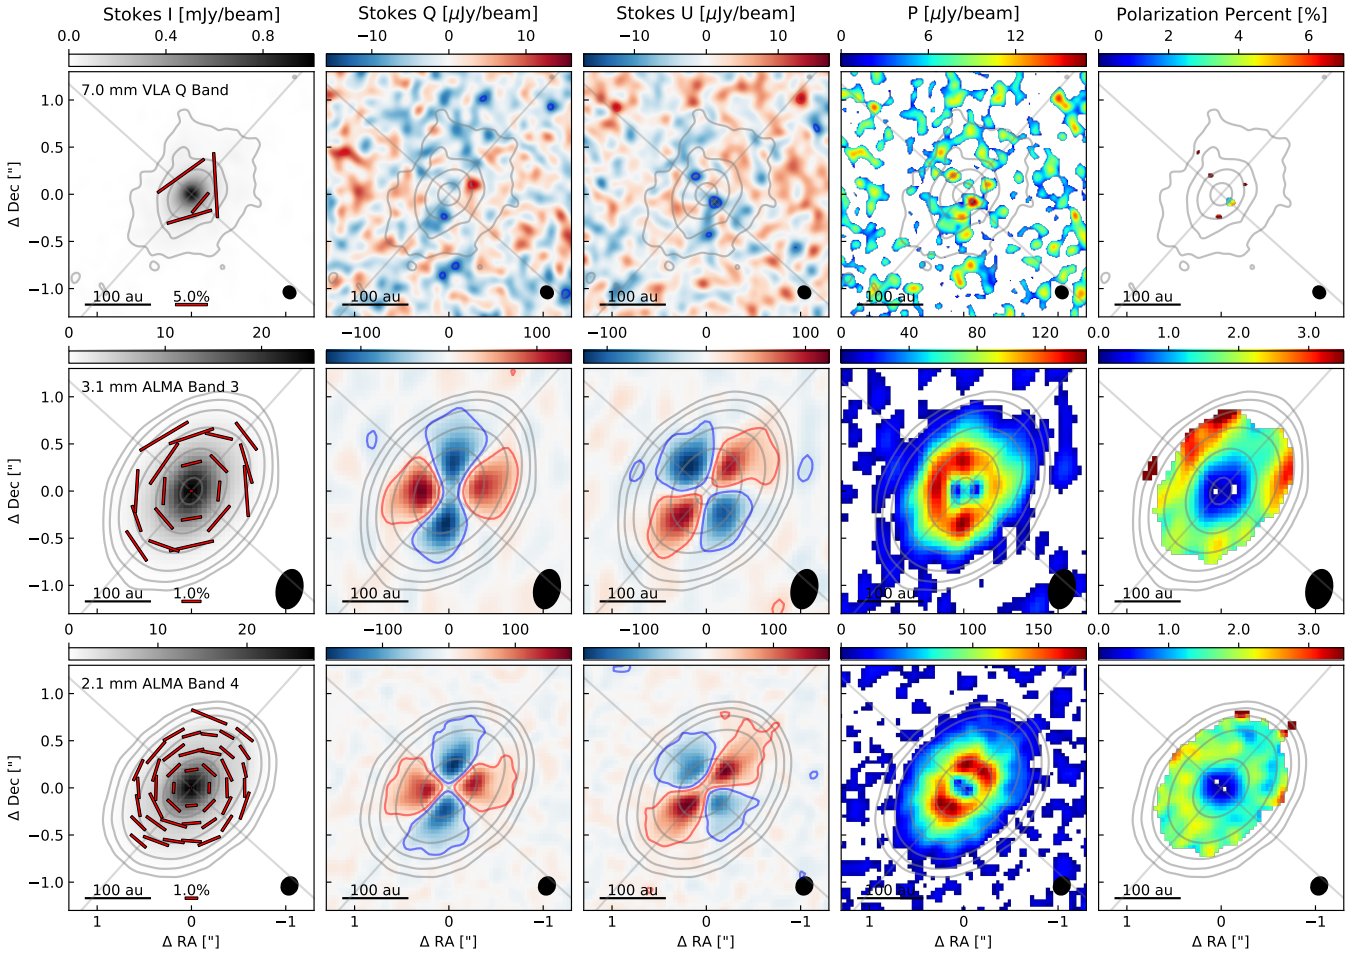 Stokes I [mJy/beam] Stokes Q [μJy/beam] Stokes U [μJy/beam] P [μJy/beam] Polarization Percent [%]
0.0 0.4 0.8 −10 0 10 −10 0 10 0 6 12 0 3 6
7.0 mm VLA Q Band
1.0
0.5
0.0
−0.5
−1.0
Δ Dec ["]
100 au 5.0% 100 au 100 au 100 au 100 au
0 10 20 −100 0 100 −100 0 100 0 40 80 120 0.0 1.0 2.0 3.0
3.1 mm ALMA Band 3
1.0
0.5
0.0
−0.5
−1.0
Δ Dec ["]
100 au 1.0% 100 au 100 au 100 au 100 au
0 10 20 −100 0 100 −100 0 100 0 50 100 150 0.0 1.0 2.0 3.0
2.1 mm ALMA Band 4
1.0
0.5
0.0
−0.5
−1.0
Δ Dec ["]
100 au 1.0% 100 au 100 au 100 au 100 au
1 0 −1 1 0 −1 1 0 −1 1 0 −1 1 0 −1
Δ RA ["] Δ RA ["] Δ RA ["] Δ RA ["] Δ RA ["]